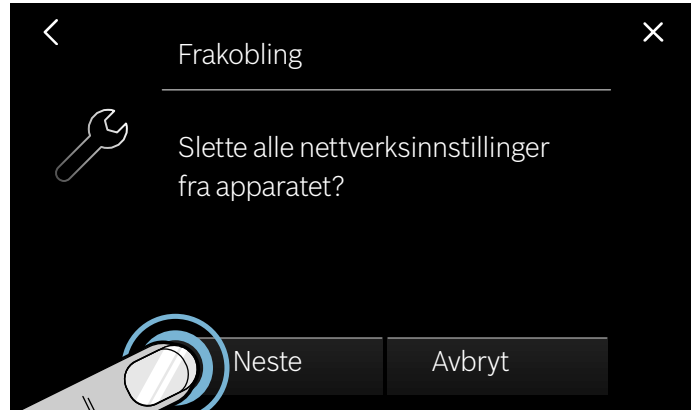 Frakobling
Slette alle nettverksinnstillinger
fra apparatet?
Neste Avbryt